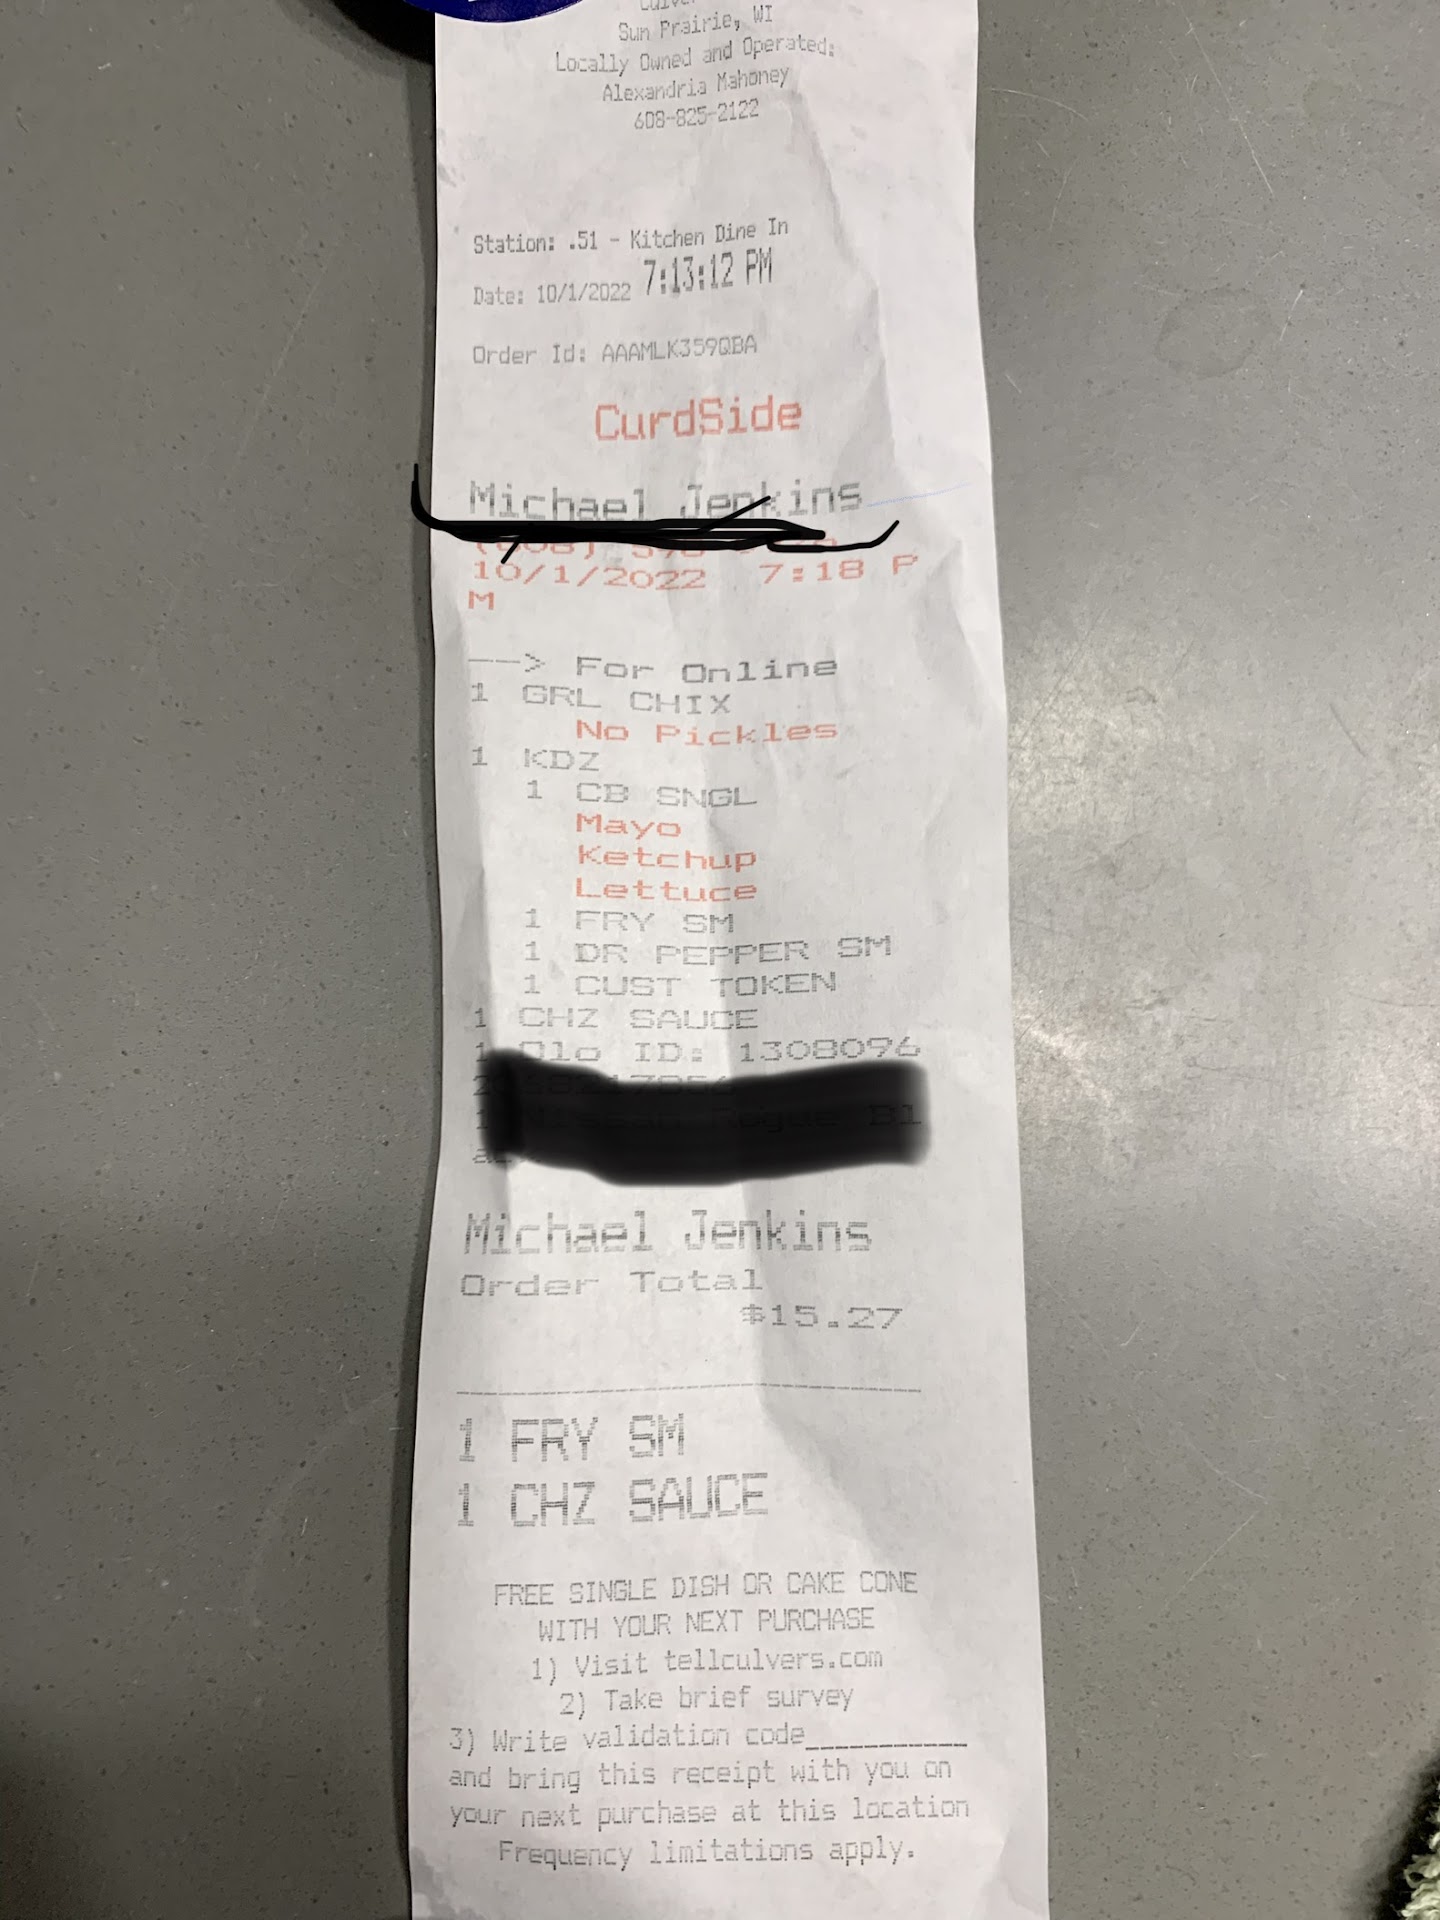 Sun Prairie, WI
Locally Owned and Operated:
Alexandria Mahoney
608-825-2122
Station: .51 - Kitchen Dine In
Date: 10/1/2022 7:13:12 PM
Order Id: AAAMLK359QBA
CurdSide
Michael Jenkins
10/1/2022 7:18 P
M
--> For Online
1 GRL CHIX
No Pickles
1 KDZ
1 CB SNGL
Mayo
Ketchup
Lettuce
1 FRY SM
1 DR PEPPER SM
1 CUST TOKEN
1 CHZ SAUCE
1 Olo ID: 1308096
Michael Jenkins
Order Total
$15.27
1 FRY SM
1 CHZ SAUCE
FREE SINGLE DISH OR CAKE CONE
WITH YOUR NEXT PURCHASE
1) Visit tellculvers.com
2) Take brief survey
3) Write validation code___________
and bring this receipt with you on
your next purchase at this location
Frequency limitations apply.